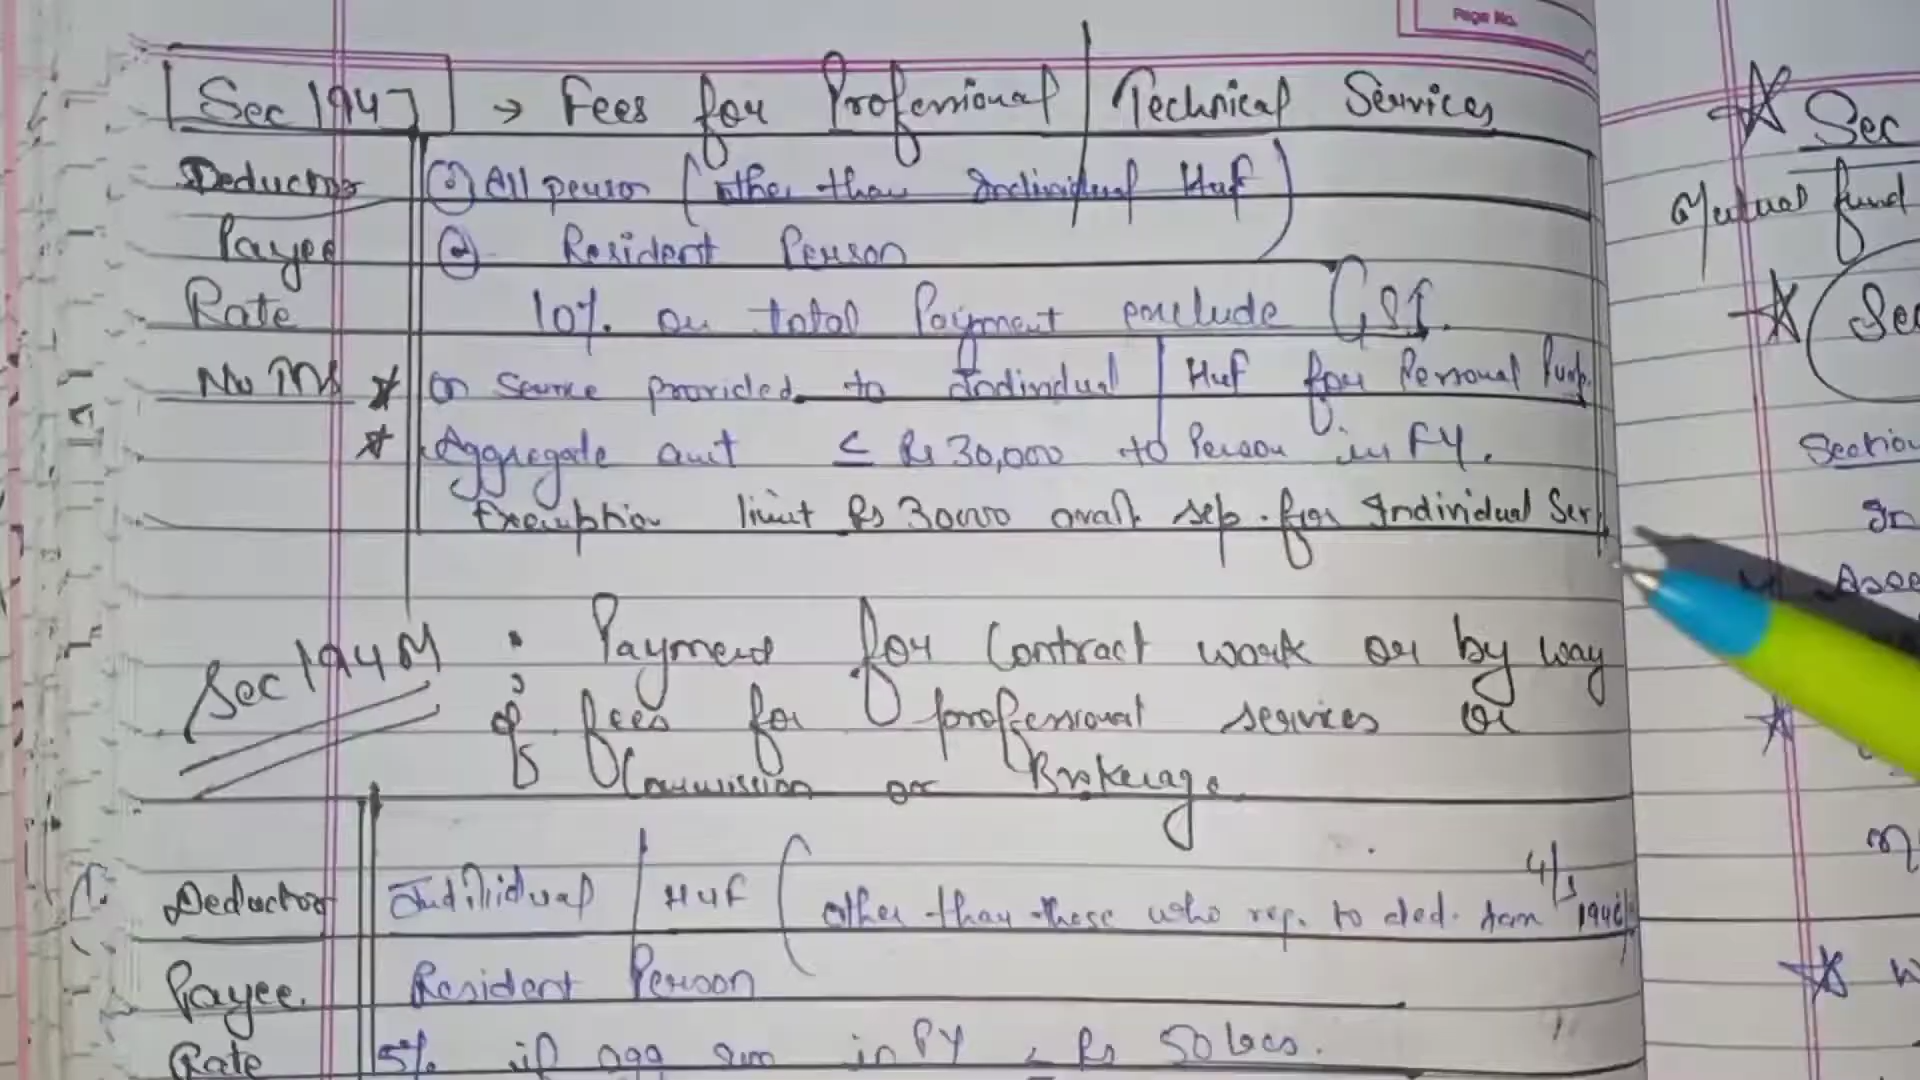 Page No.
Sec 194J → Fees for Professional / Technical Services
Deductor ① All person (other than Individual HUF)
Payee ② Resident Person
Rate 10% on total Payment exclude GST.
No TDS ★ on service provided to Individual / HUF for Personal Purp.
★ Aggregate amt ≤ Rs 30,000 to Person in FY.
Exemption limit Rs 30000 avail sep. for Individual Ser
Sec 194M : Payment for Contract work or by way
of fees for professional services or
Commission or Brokerage
Deductor Individual / HUF (other than those who req. to ded. u/s
Payee Resident Person
Rate 5% if agg sum in PY Rs 50 lacs.
★ Sec
Mutual fund
★ Sec
Section
Asse
★
★ W